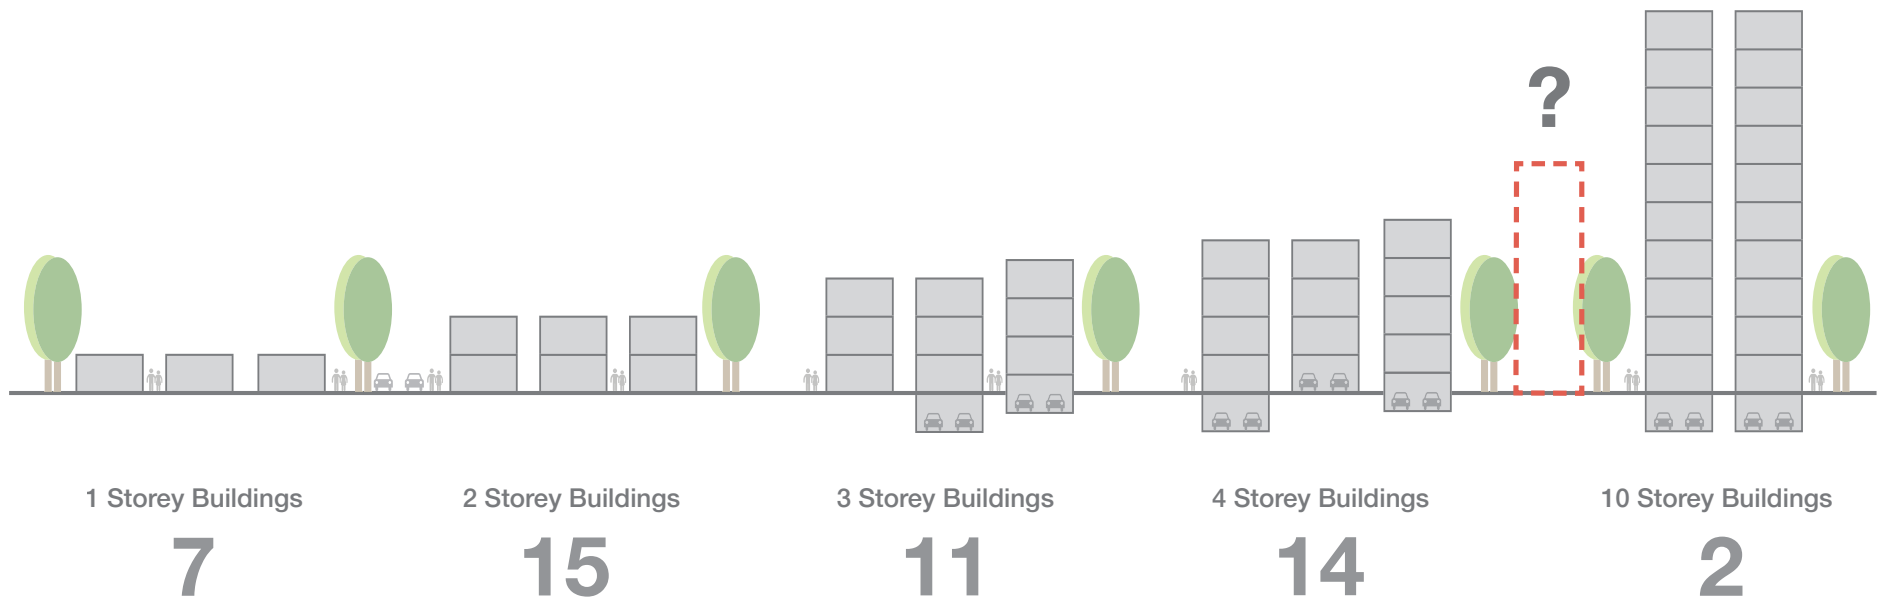 ?
1 Storey Buildings
7
2 Storey Buildings
15
3 Storey Buildings
11
4 Storey Buildings
14
10 Storey Buildings
2